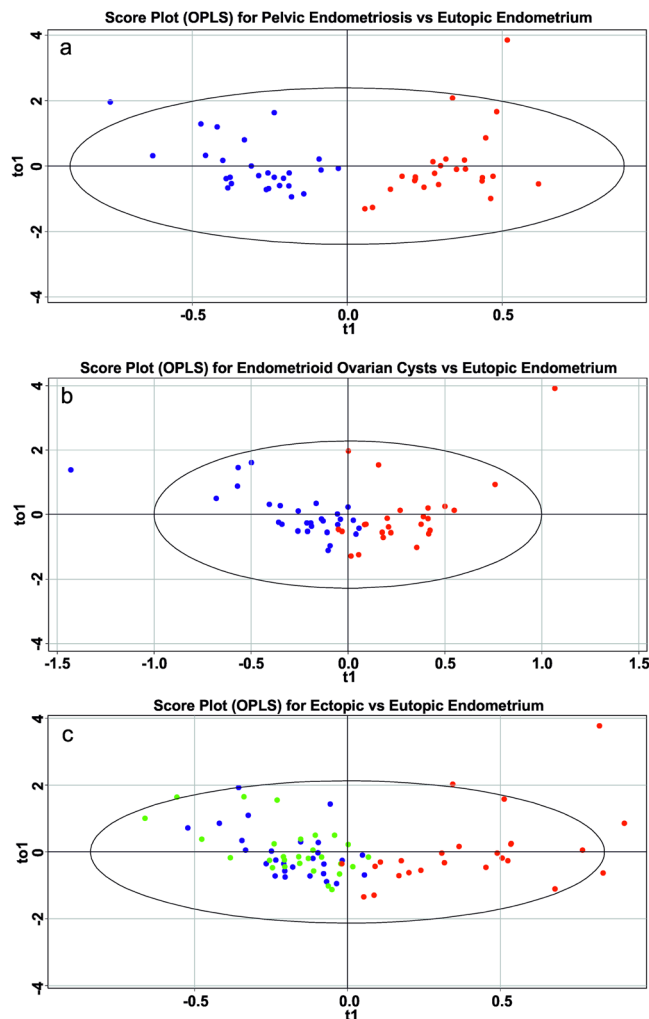 Score Plot (OPLS) for Pelvic Endometriosis vs Eutopic Endometrium
a
4
2
0
-2
-4
to1
-0.5 0.0 0.5
t1
Score Plot (OPLS) for Endometrioid Ovarian Cysts vs Eutopic Endometrium
b
4
2
0
-2
-4
to1
-1.5 -1.0 -0.5 0.0 0.5 1.0 1.5
t1
Score Plot (OPLS) for Ectopic vs Eutopic Endometrium
c
4
2
0
-2
-4
to1
-0.5 0.0 0.5
t1